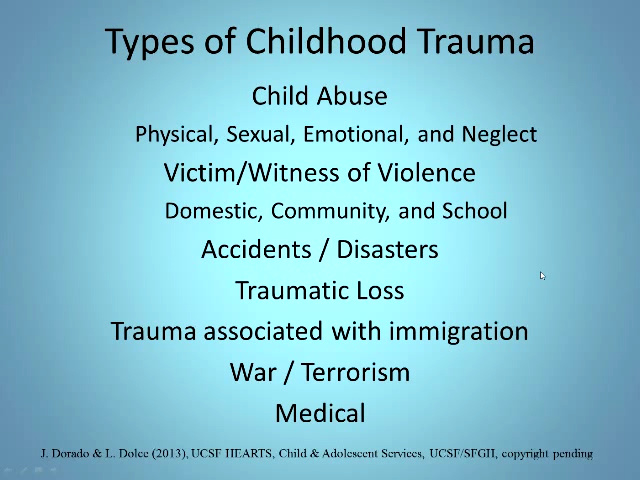 Types of Childhood Trauma
Child Abuse
Physical, Sexual, Emotional, and Neglect
Victim/Witness of Violence
Domestic, Community, and School
Accidents / Disasters
Traumatic Loss
Trauma associated with immigration
War / Terrorism
Medical
J. Dorado & L. Dolce (2013), UCSF HEARTS, Child & Adolescent Services, UCSF/SFGH, copyright pending